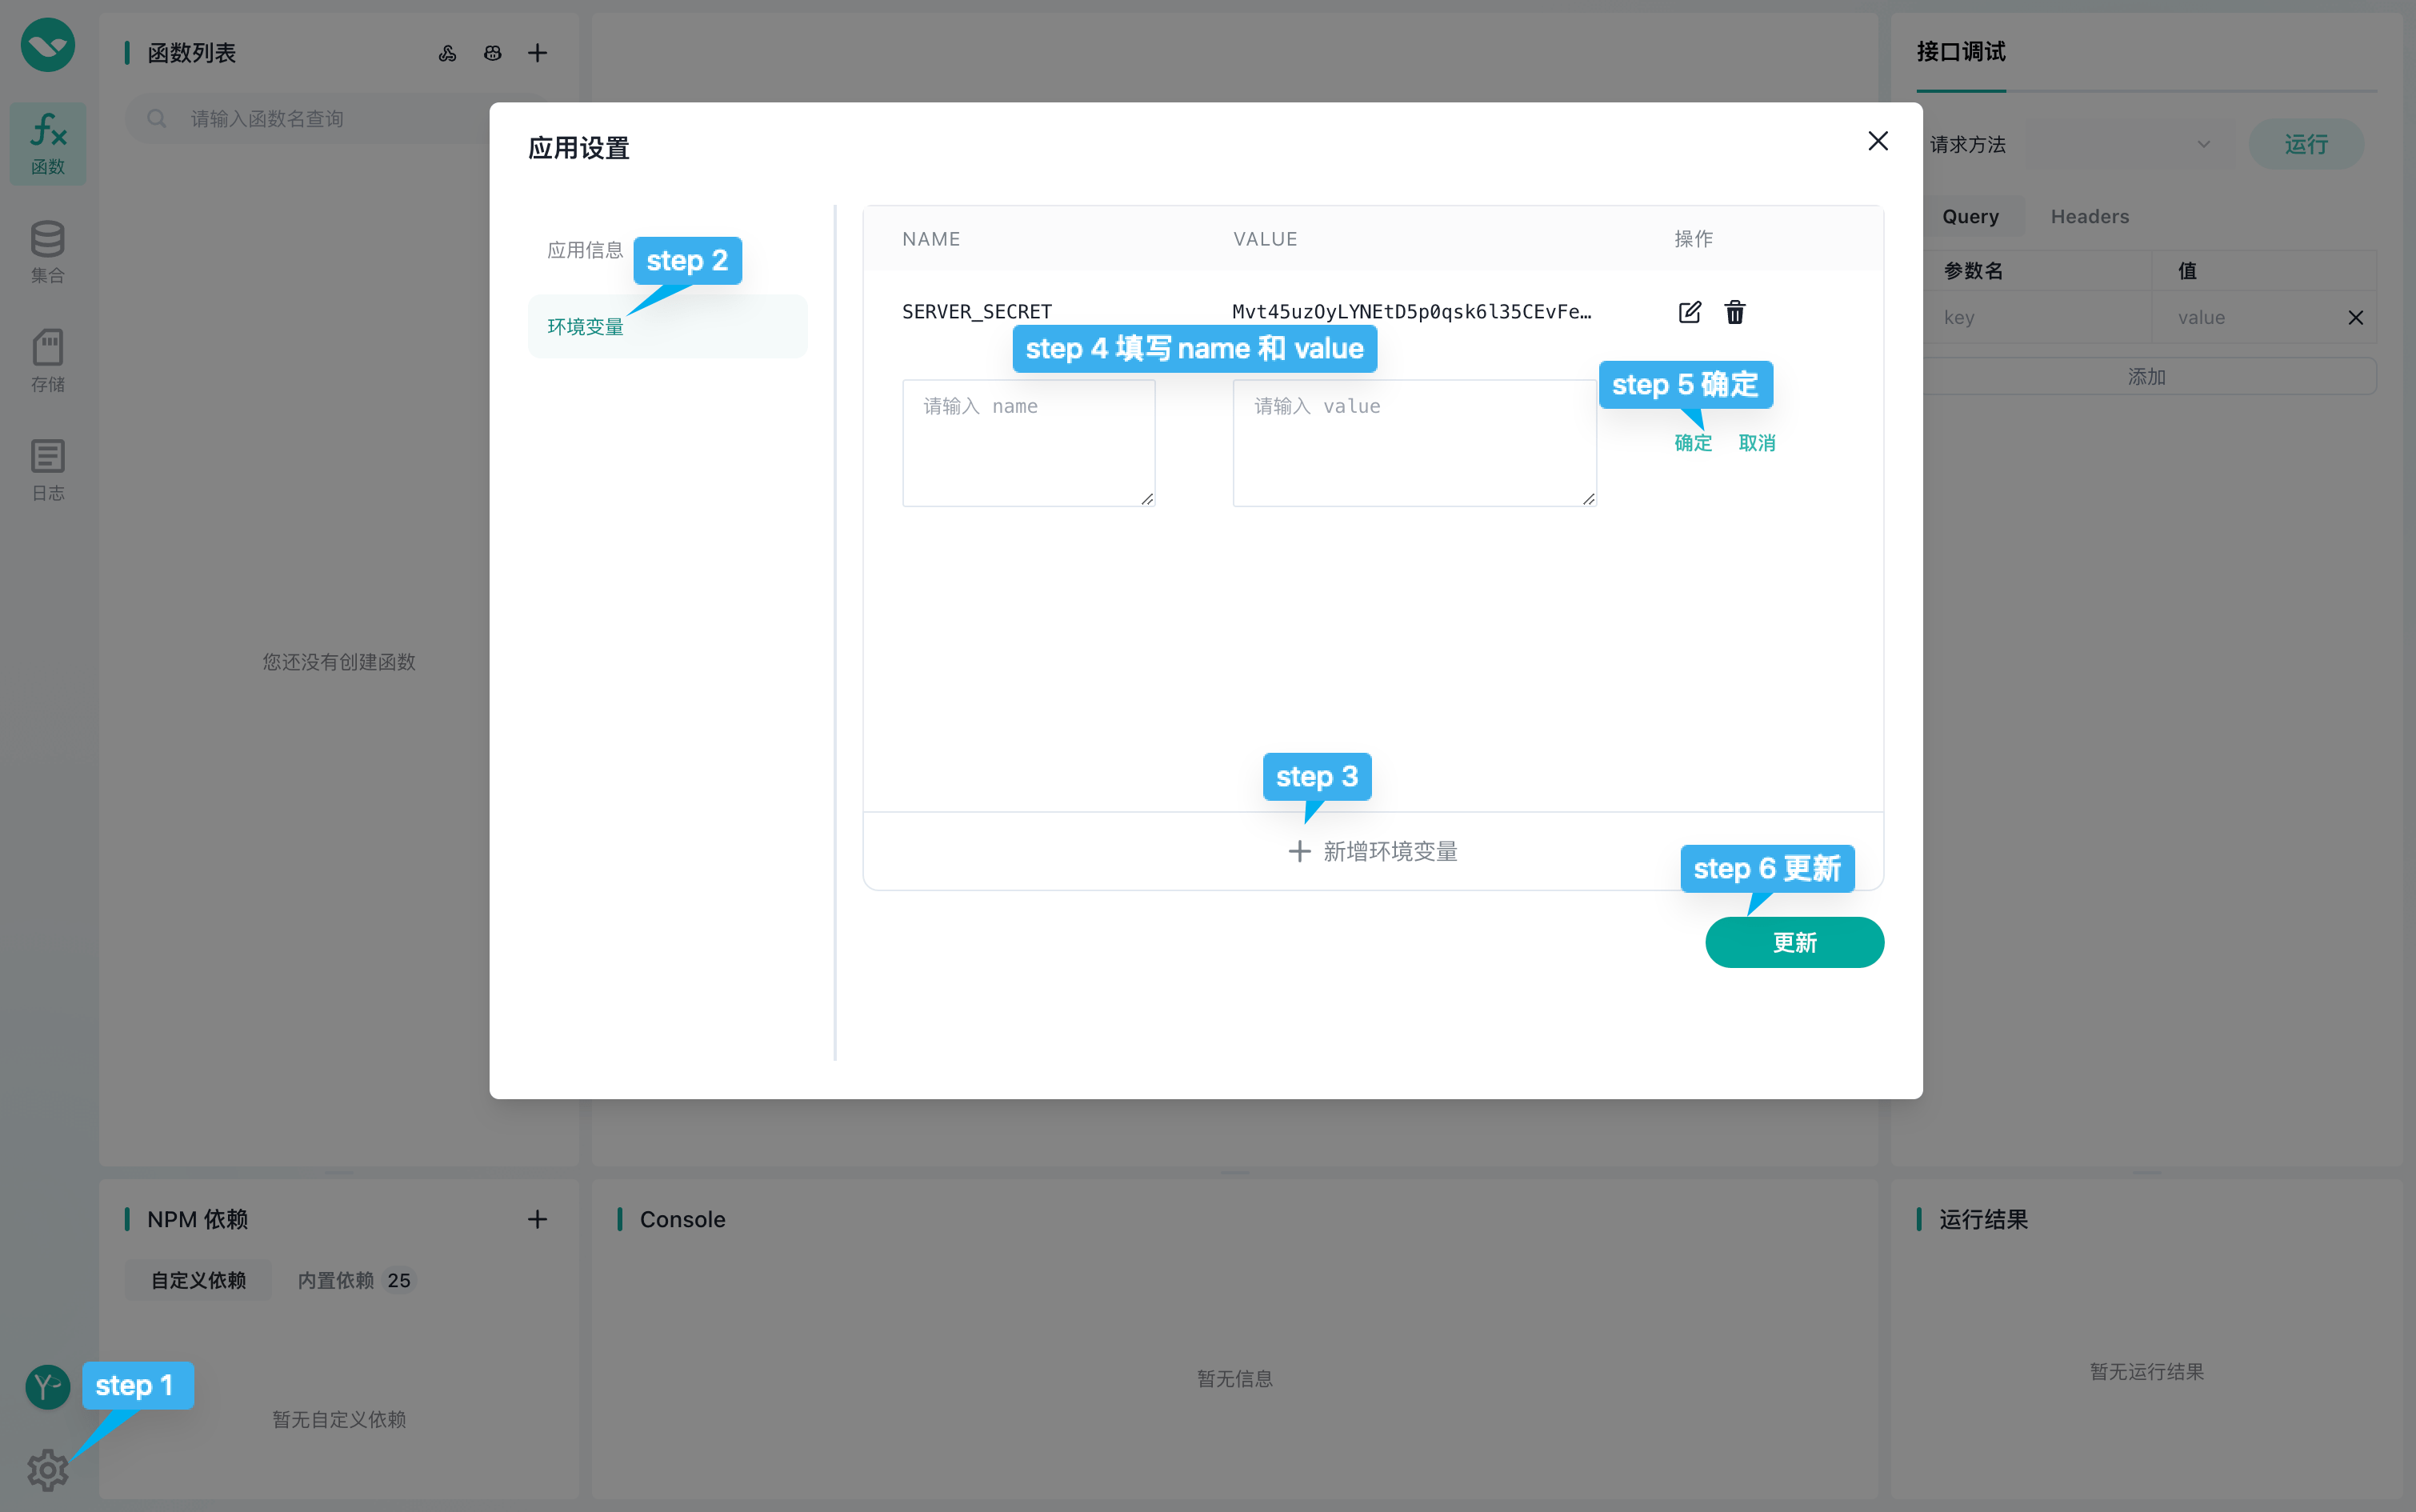 函数列表
请输入函数名查询
函数
集合
存储
日志
您还没有创建函数
应用设置
应用信息
step 2
环境变量
NAME VALUE 操作
SERVER_SECRET Mvt45uzOyLYNEtD5p0qsk6l35CEvFe…
step 4 填写 name 和 value
step 5 确定
请输入 name 请输入 value
确定 取消
step 3
新增环境变量
step 6 更新
更新
接口调试
请求方法 运行
Query Headers
参数名 值
key value
添加
NPM 依赖
自定义依赖 内置依赖 25
暂无自定义依赖
step 1
Console
暂无信息
运行结果
暂无运行结果